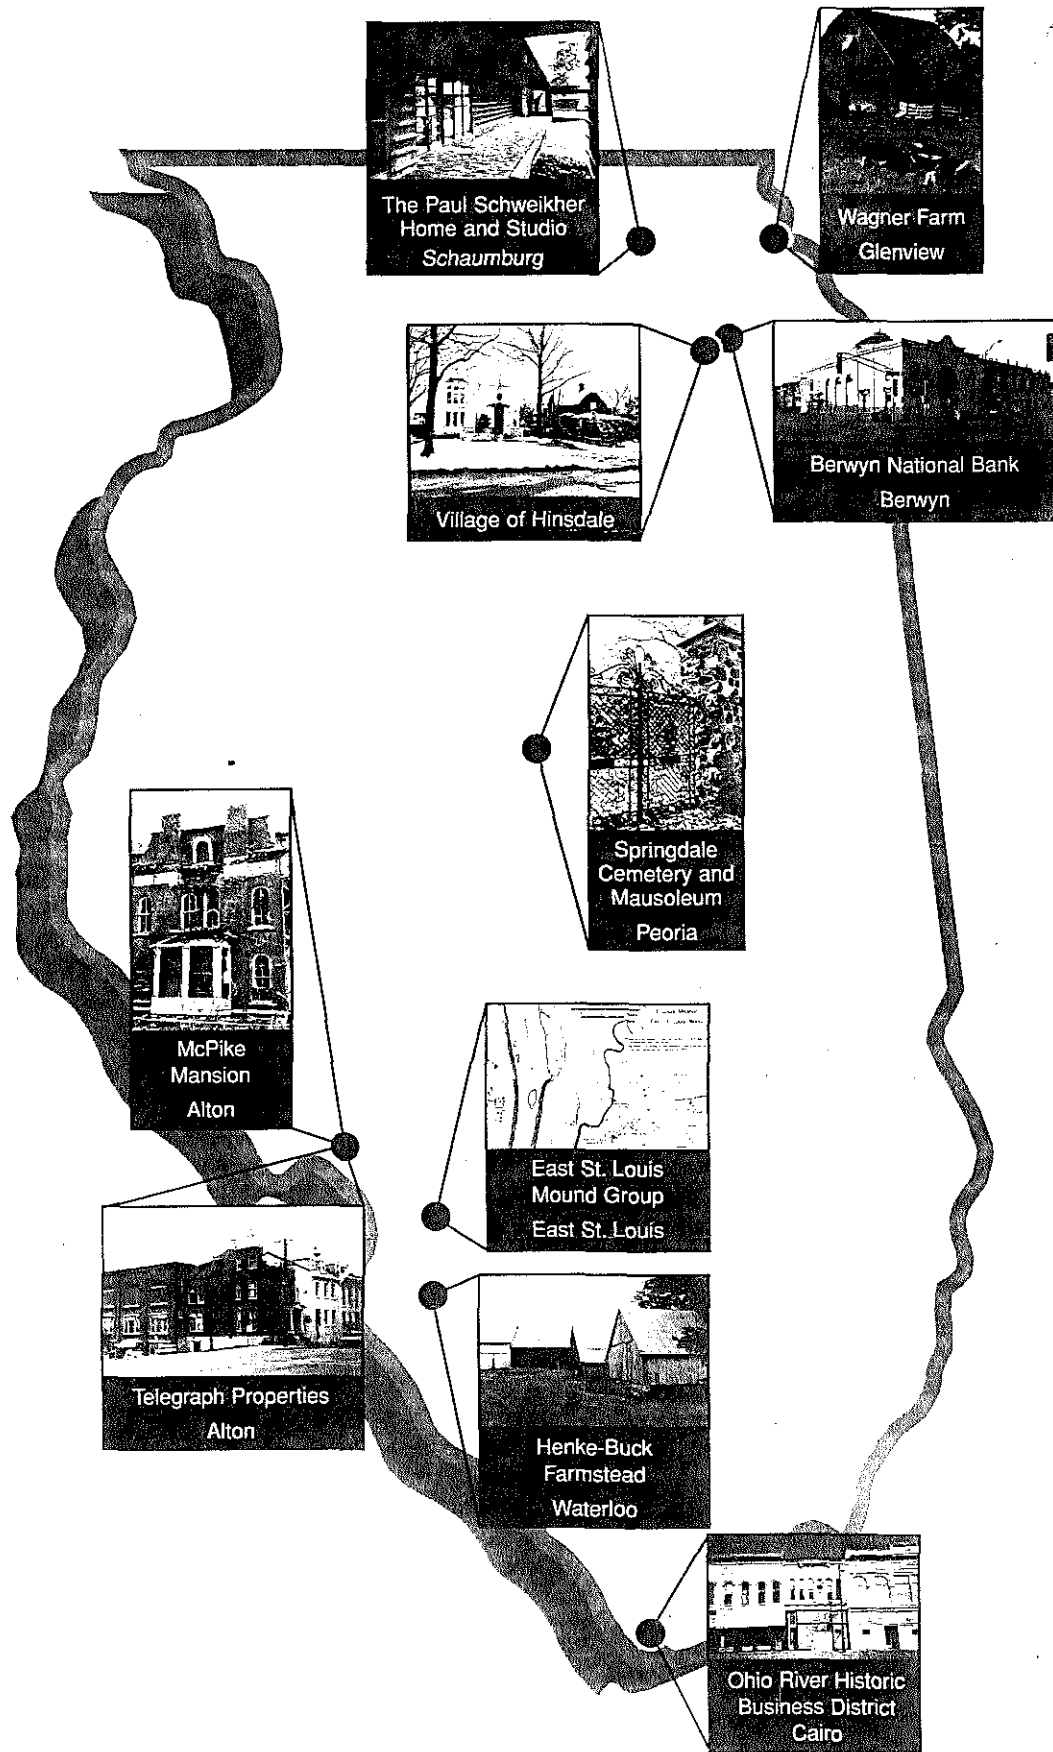 The Paul Schweikher
Home and Studio
Schaumburg
Wagner Farm
Glenview
Village of Hinsdale
Berwyn National Bank
Berwyn
Springdale
Cemetery and
Mausoleum
Peoria
McPike
Mansion
Alton
East St. Louis
Mound Group
East St. Louis
Telegraph Properties
Alton
Henke-Buck
Farmstead
Waterloo
Ohio River Historic
Business District
Cairo